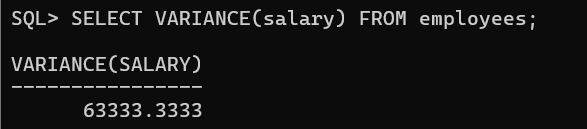 SQL> SELECT VARIANCE(salary) FROM employees;
VARIANCE(SALARY)
----------------
63333.3333